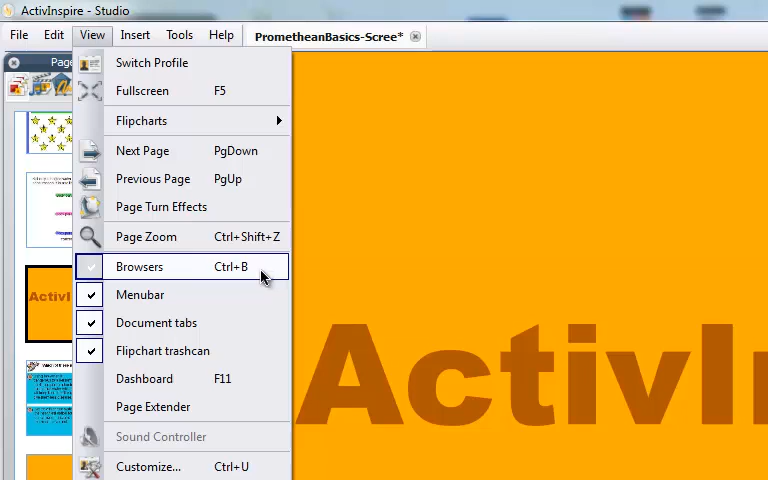 ActivInspire - Studio
File Edit View Insert Tools Help PrometheanBasics-Scree*
Switch Profile
Fullscreen F5
Flipcharts
Next Page PgDown
Previous Page PgUp
Page Turn Effects
Page Zoom Ctrl+Shift+Z
Browsers Ctrl+B
Menubar
Document tabs
Flipchart trashcan
Dashboard F11
Page Extender
Sound Controller
Customize... Ctrl+U
Page
ActivI
ActivI